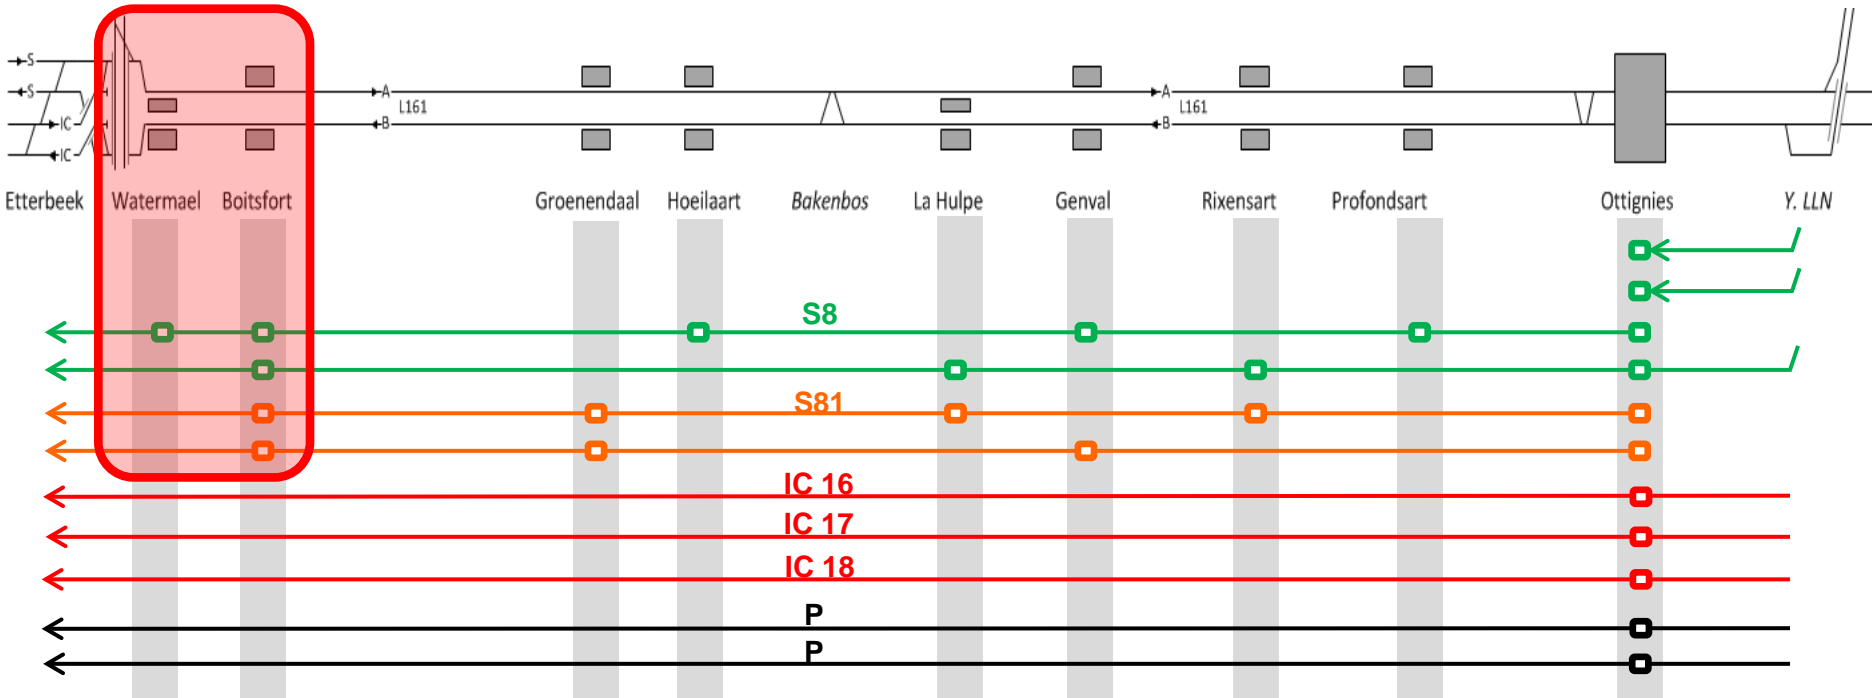 S
S
A
A
L161
L161
IC
B
B
IC
Etterbeek Watermael Boitsfort Groenendaal Hoeilaart Bakenbos La Hulpe Genval Rixensart Profondsart Ottignies Y. LLN
S8
S81
IC 16
IC 17
IC 18
P
P